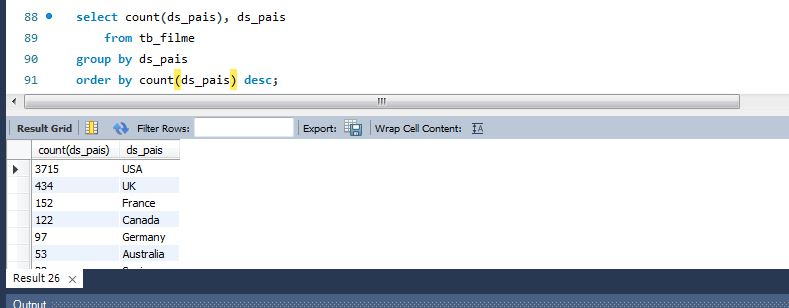 88 select count(ds_pais), ds_pais
89 from tb_filme
90 group by ds_pais
91 order by count(ds_pais) desc;
Result Grid Filter Rows: Export: Wrap Cell Content:
count(ds_pais) ds_pais
3715 USA
434 UK
152 France
122 Canada
97 Germany
53 Australia
Result 26
Output